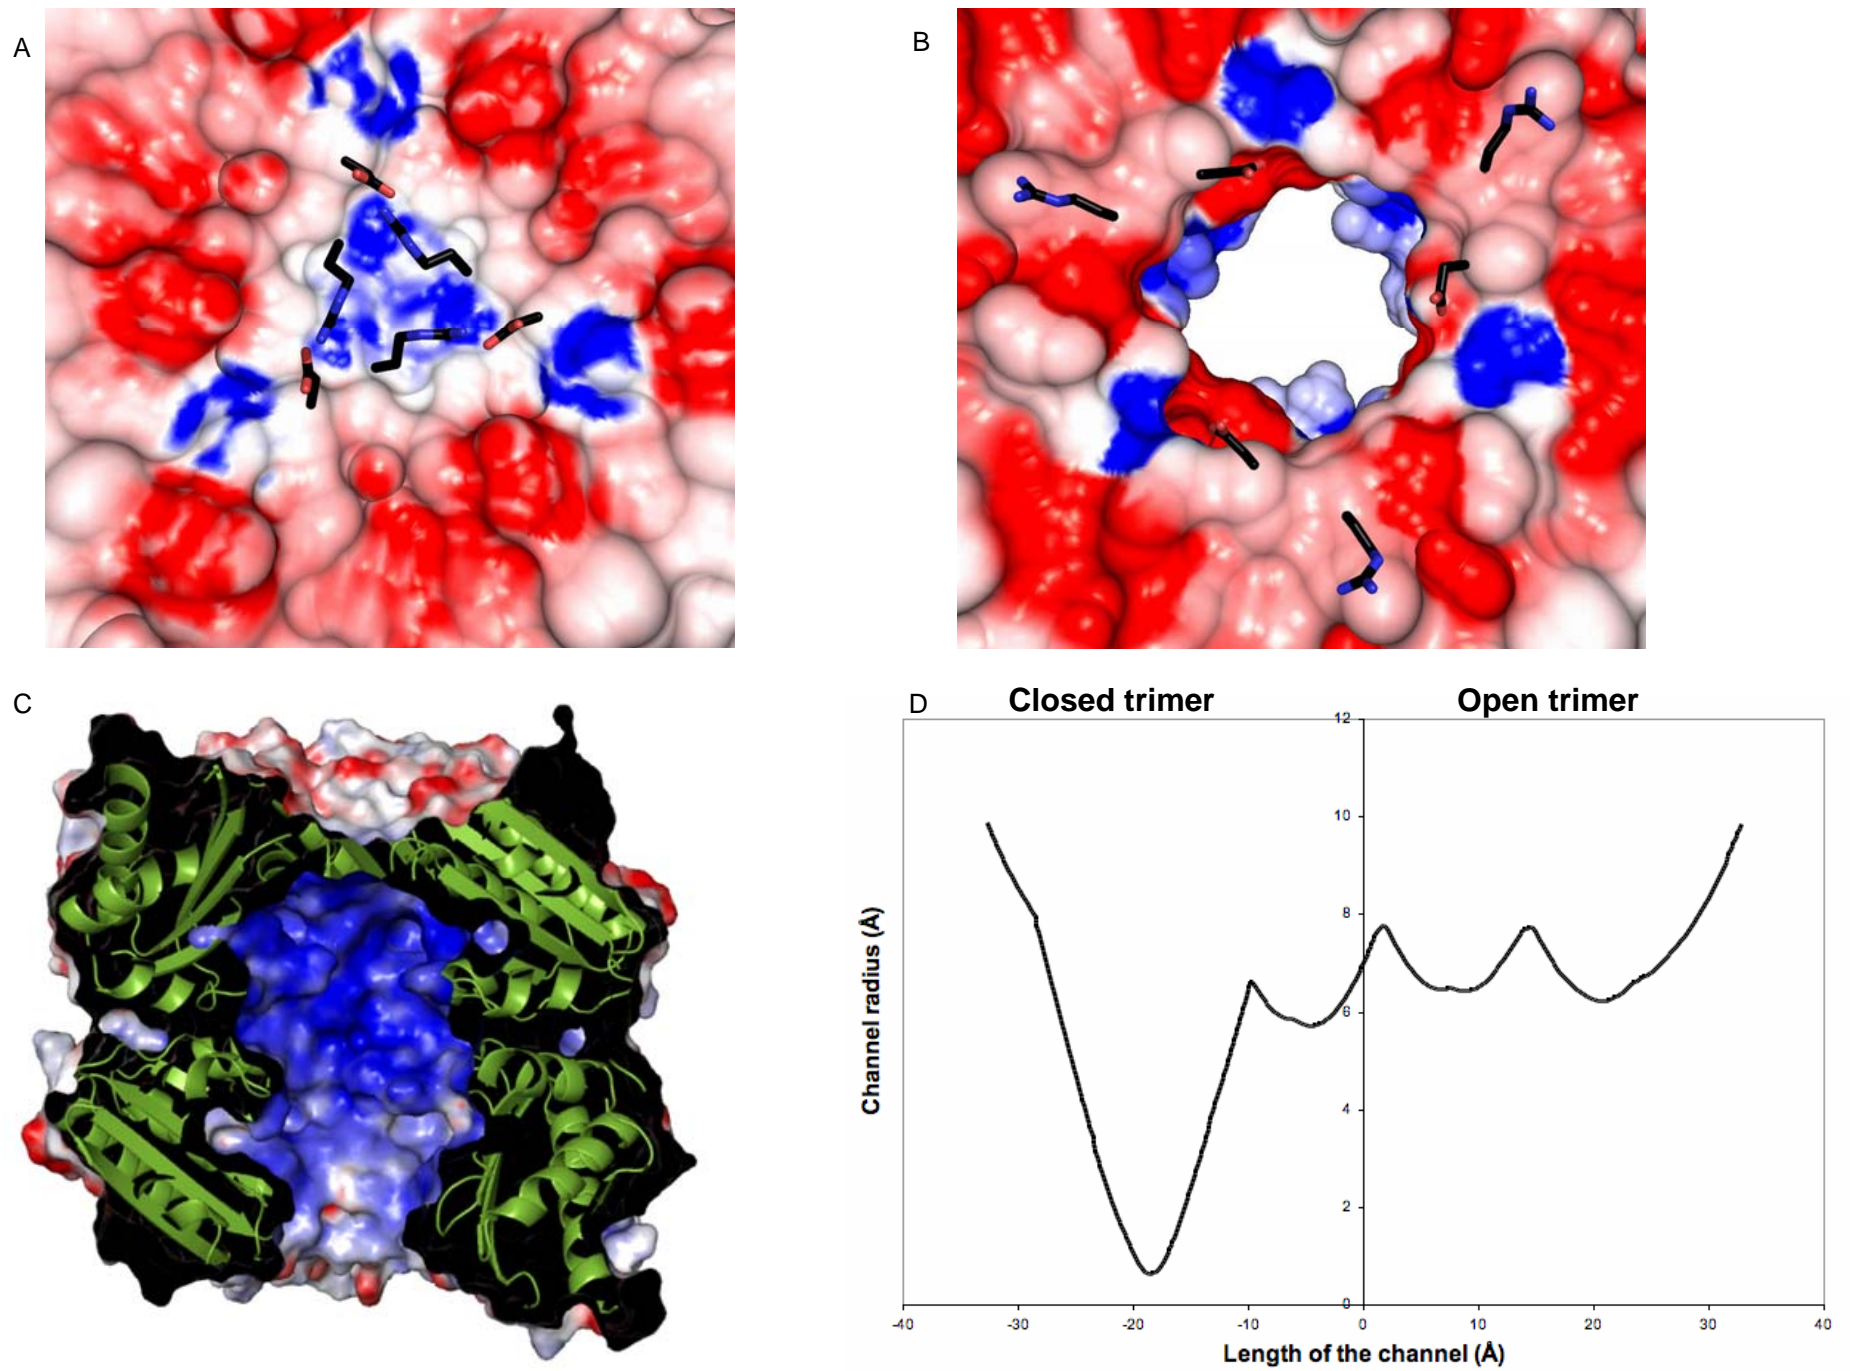 A
B
C
D
Closed trimer
Open trimer
12
10
8
6
4
2
0
Channel radius (Å)
-40
-30
-20
-10
0
10
20
30
40
Length of the channel (Å)